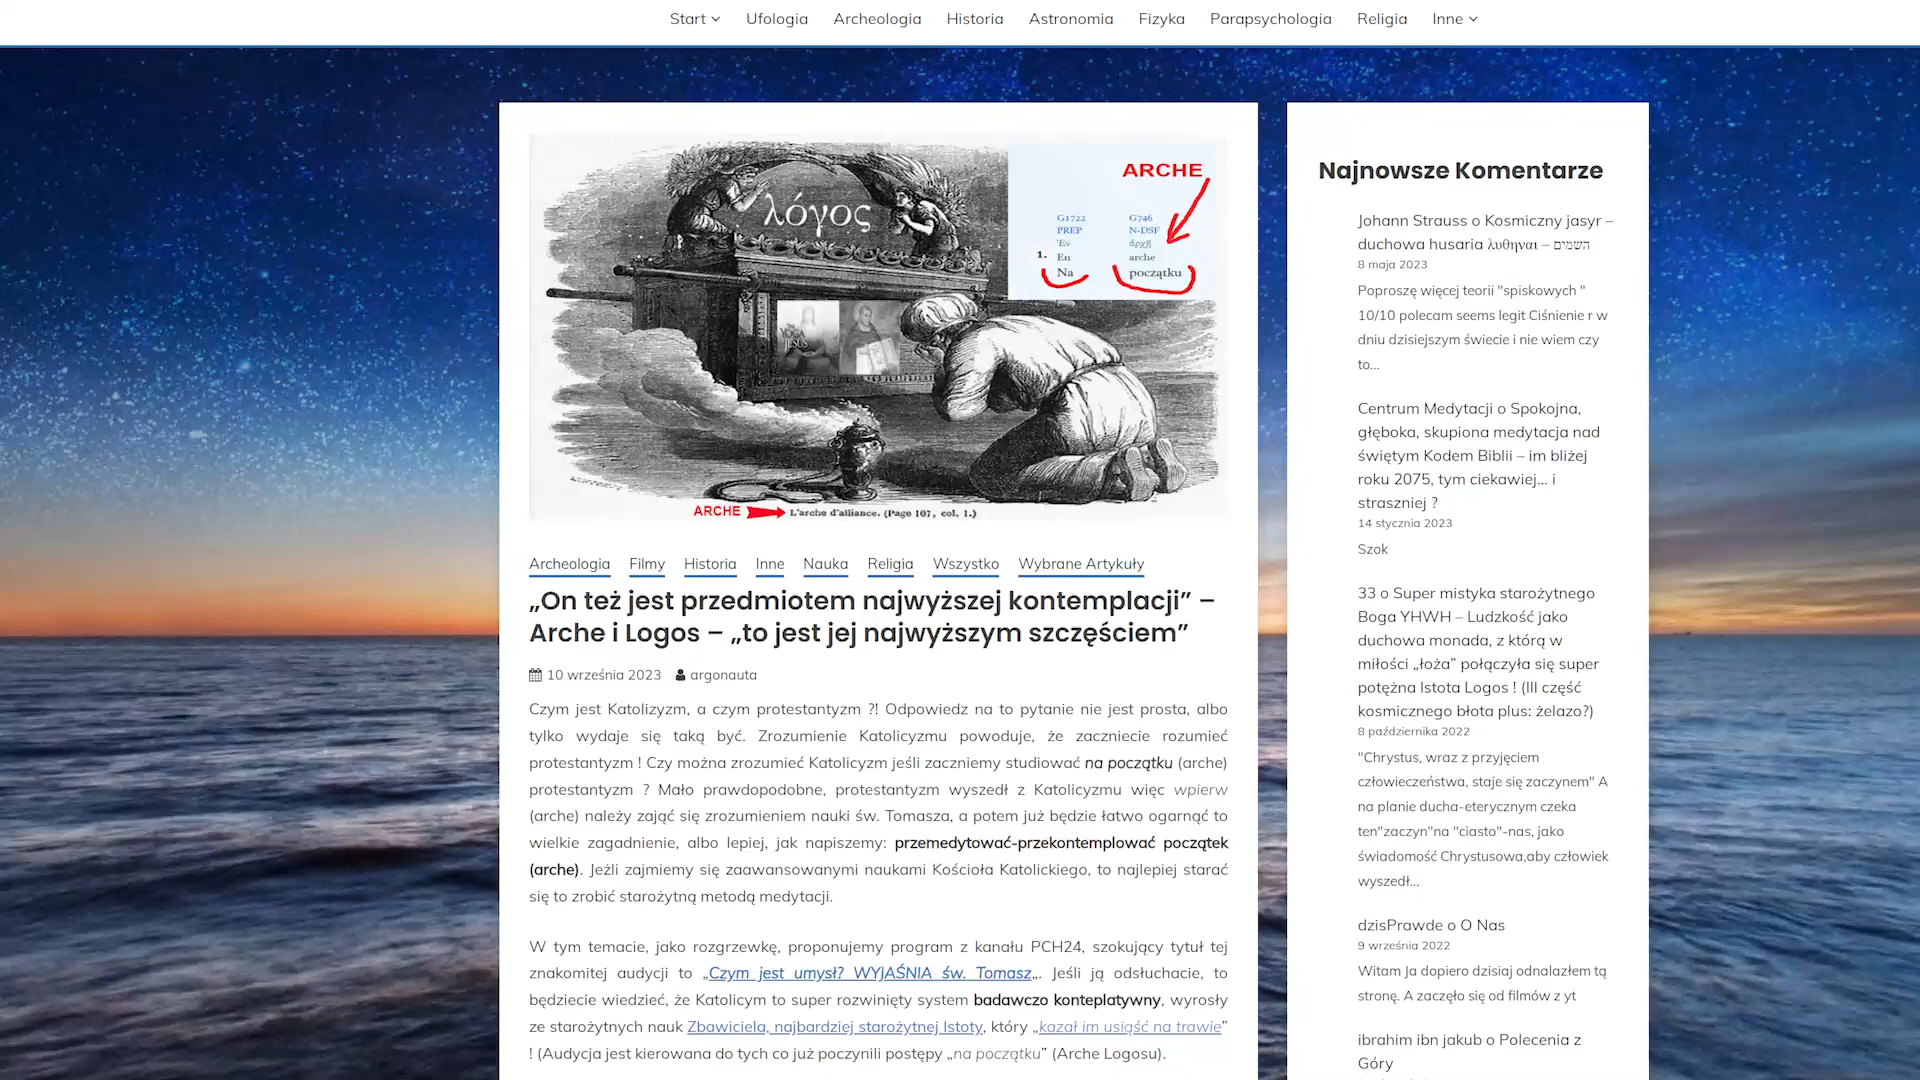 Start
Ufologia
Archeologia
Historia
Astronomia
Fizyka
Parapsychologia
Religia
Inne
ARCHE
λόγος
G1722
G746
PREP
N-DSF
Ἐν
ἀρχῇ
1.
En
arche
Na
początku
JESUS
ARCHE
L'arche d'alliance. (Page 107, col. 1.)
Archeologia
Filmy
Historia
Inne
Nauka
Religia
Wszystko
Wybrane Artykuły
„On też jest przedmiotem najwyższej kontemplacji” –
Arche i Logos – „to jest jej najwyższym szczęściem”
10 września 2023
argonauta
Czym jest Katolizyzm, a czym protestantyzm ?! Odpowiedz na to pytanie nie jest prosta, albo
tylko wydaje się taką być. Zrozumienie Katolicyzmu powoduje, że zaczniecie rozumieć
protestantyzm ! Czy można zrozumieć Katolicyzm jeśli zaczniemy studiować na początku (arche)
protestantyzm ? Mało prawdopodobne, protestantyzm wyszedł z Katolicyzmu więc wpierw
(arche) należy zająć się zrozumieniem nauki św. Tomasza, a potem już będzie łatwo ogarnąć to
wielkie zagadnienie, albo lepiej, jak napiszemy: przemedytować-przekontemplować początek
(arche). Jeżli zajmiemy się zaawansowanymi naukami Kościoła Katolickiego, to najlepiej starać
się to zrobić starożytną metodą medytacji.
W tym temacie, jako rozgrzewkę, proponujemy program z kanału PCH24, szokujący tytuł tej
znakomitej audycji to „Czym jest umysł? WYJAŚNIA św. Tomasz„. Jeśli ją odsłuchacie, to
będziecie wiedzieć, że Katolicym to super rozwinięty system badawczo konteplatywny, wyrosły
ze starożytnych nauk Zbawiciela, najbardziej starożytnej Istoty, który „kazał im usiąść na trawie”
! (Audycja jest kierowana do tych co już poczynili postępy „na początku” (Arche Logosu).
Najnowsze Komentarze
Johann Strauss o Kosmiczny jasyr –
duchowa husaria λυθηναι – השמים
8 maja 2023
Poproszę więcej teorii "spiskowych "
10/10 polecam seems legit Ciśnienie r w
dniu dzisiejszym świecie i nie wiem czy
to...
Centrum Medytacji o Spokojna,
głęboka, skupiona medytacja nad
świętym Kodem Biblii – im bliżej
roku 2075, tym ciekawiej... i
straszniej ?
14 stycznia 2023
Szok
33 o Super mistyka starożytnego
Boga YHWH – Ludzkość jako
duchowa monada, z którą w
miłości „łoża” połączyła się super
potężna Istota Logos ! (III część
kosmicznego błota plus: żelazo?)
8 października 2022
"Chrystus, wraz z przyjęciem
człowieczeństwa, staje się zaczynem" A
na planie ducha-eterycznym czeka
ten"zaczyn"na "ciasto"-nas, jako
świadomość Chrystusowa,aby człowiek
wyszedł...
dzisPrawde o O Nas
9 września 2022
Witam Ja dopiero dzisiaj odnalazłem tą
stronę. A zaczęło się od filmów z yt
ibrahim ibn jakub o Polecenia z
Góry